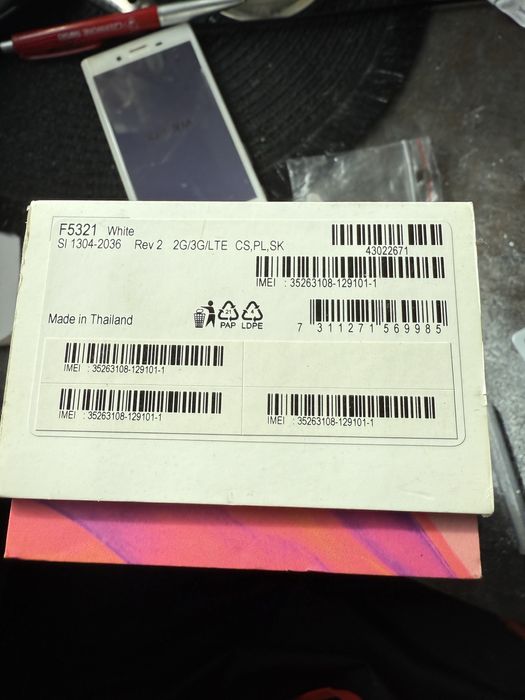 F5321 White
SI 1304-2036 Rev 2 2G/3G/LTE CS,PL,SK
43022671
IMEI : 35263108-129101-1
21 PAP
4 LDPE
Made in Thailand
7 311271 569985
IMEI : 35263108-129101-1
IMEI : 35263108-129101-1
IMEI : 35263108-129101-1